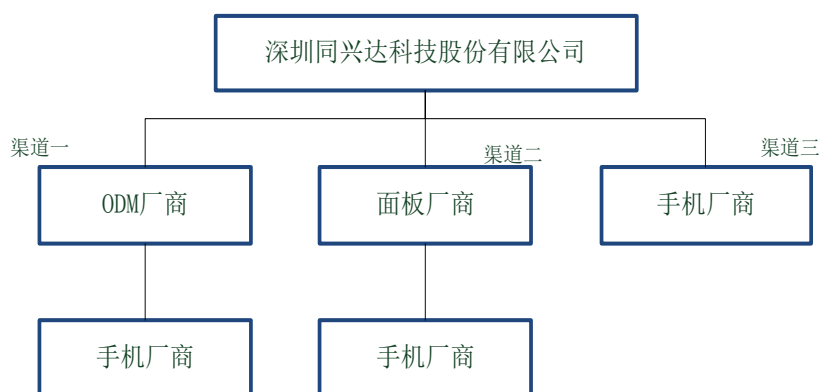 深圳同兴达科技股份有限公司
渠道一
渠道二
渠道三
ODM厂商
面板厂商
手机厂商
手机厂商
手机厂商